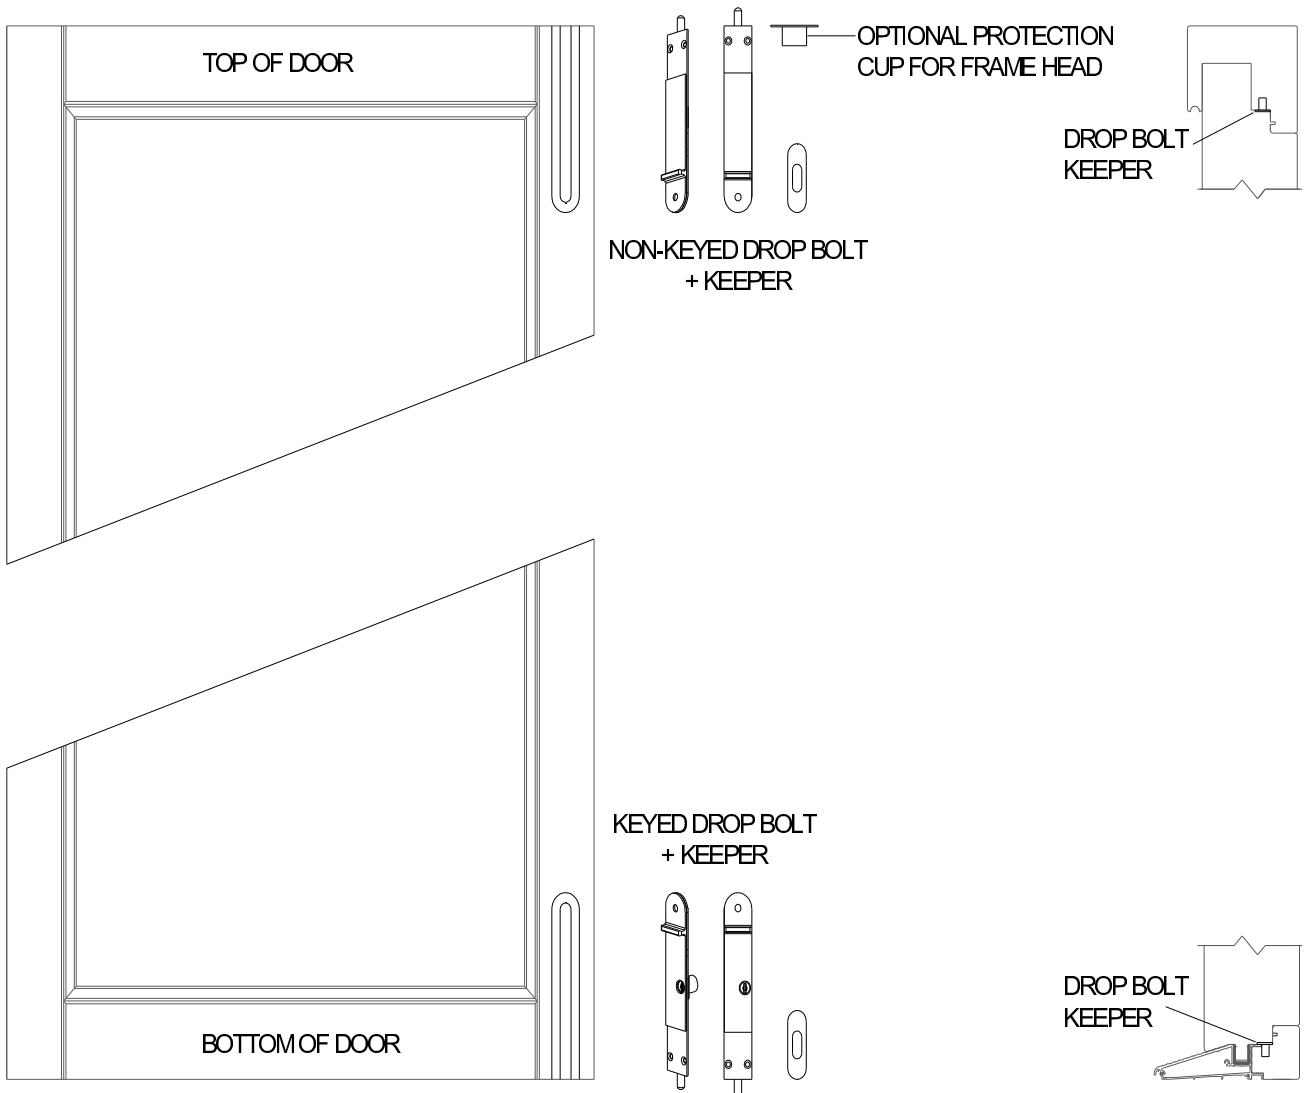 TOP OF DOOR
OPTIONAL PROTECTION
CUP FOR FRAME HEAD
DROP BOLT
KEEPER
NON-KEYED DROP BOLT
+ KEEPER
KEYED DROP BOLT
+ KEEPER
DROP BOLT
KEEPER
BOTTOM OF DOOR